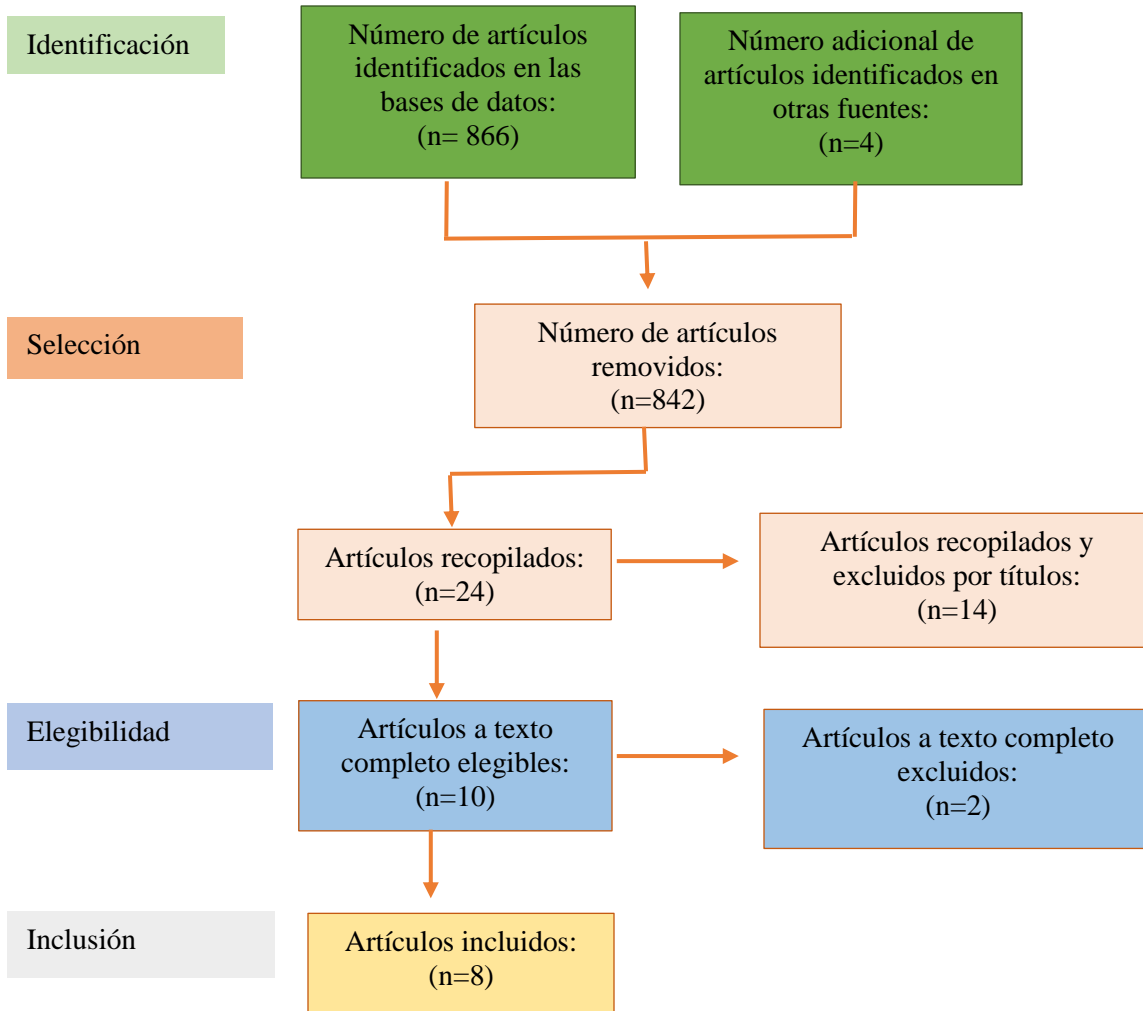 Identificación
Número de artículos
identificados en las
bases de datos:
(n= 866)
Número adicional de
artículos identificados en
otras fuentes:
(n=4)
Selección
Número de artículos
removidos:
(n=842)
Artículos recopilados:
(n=24)
Artículos recopilados y
excluidos por títulos:
(n=14)
Elegibilidad
Artículos a texto
completo elegibles:
(n=10)
Artículos a texto completo
excluidos:
(n=2)
Inclusión
Artículos incluidos:
(n=8)